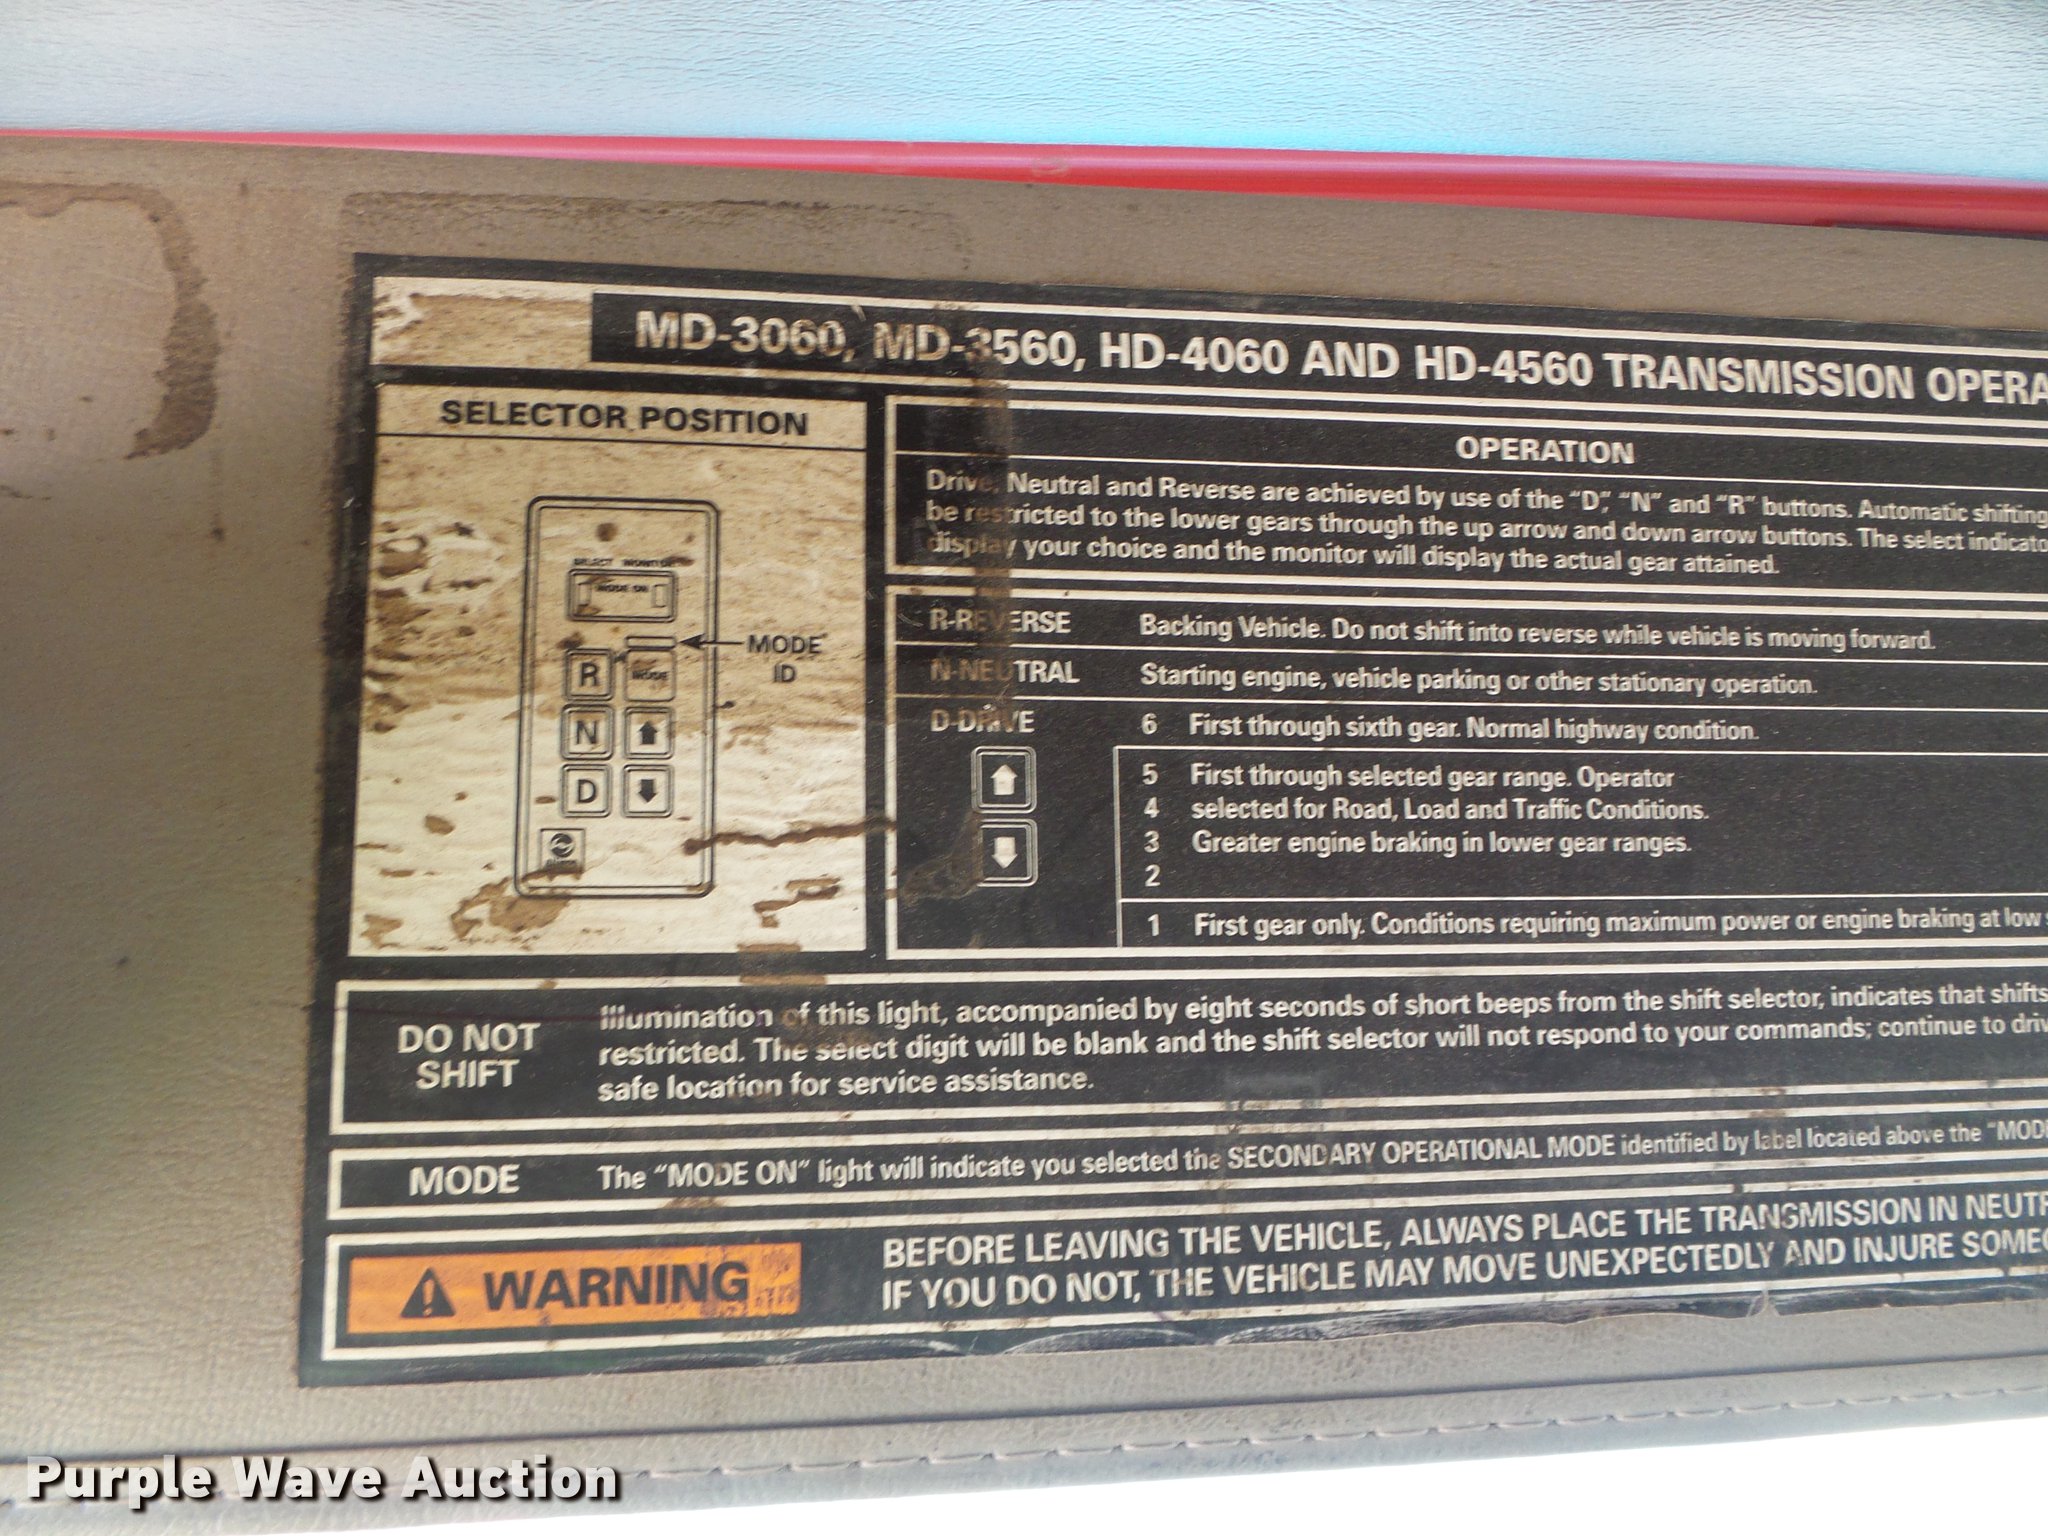 MD-3060, MD-3560, HD-4060 AND HD-4560 TRANSMISSION OPERA
SELECTOR POSITION
SELECT MONITOR
MODE ON
MODE
ID
R
MODE
N
D
OPERATION
Drive, Neutral and Reverse are achieved by use of the "D", "N" and "R" buttons. Automatic shifting
be restricted to the lower gears through the up arrow and down arrow buttons. The select indicato
display your choice and the monitor will display the actual gear attained.
R-REVERSE Backing Vehicle. Do not shift into reverse while vehicle is moving forward.
N-NEUTRAL Starting engine, vehicle parking or other stationary operation.
D-DRIVE 6 First through sixth gear. Normal highway condition.
5 First through selected gear range. Operator
4 selected for Road, Load and Traffic Conditions.
3 Greater engine braking in lower gear ranges.
2
1 First gear only. Conditions requiring maximum power or engine braking at low
DO NOT
SHIFT
Illumination of this light, accompanied by eight seconds of short beeps from the shift selector, indicates that shifts
restricted. The select digit will be blank and the shift selector will not respond to your commands; continue to driv
safe location for service assistance.
MODE The "MODE ON" light will indicate you selected the SECONDARY OPERATIONAL MODE identified by label located above the "MOD
WARNING
BEFORE LEAVING THE VEHICLE, ALWAYS PLACE THE TRANSMISSION IN NEUTR
IF YOU DO NOT, THE VEHICLE MAY MOVE UNEXPECTEDLY AND INJURE SOMEO
Purple Wave Auction